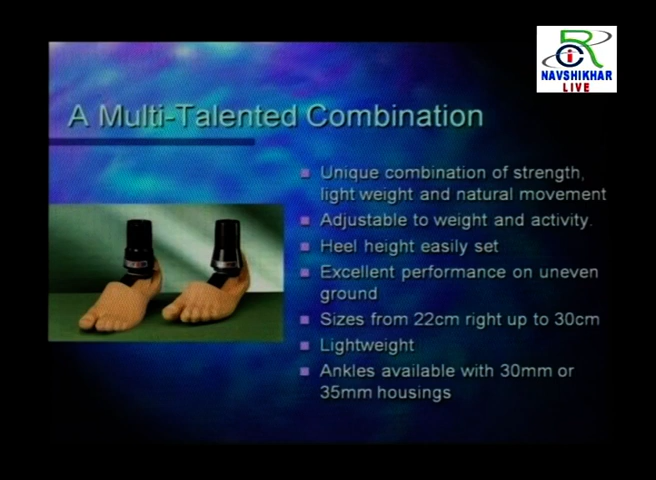 NAVSHIKHAR
LIVE
A Multi-Talented Combination
Unique combination of strength,
light weight and natural movement
Adjustable to weight and activity.
Heel height easily set
Excellent performance on uneven
ground
Sizes from 22cm right up to 30cm
Lightweight
Ankles available with 30mm or
35mm housings